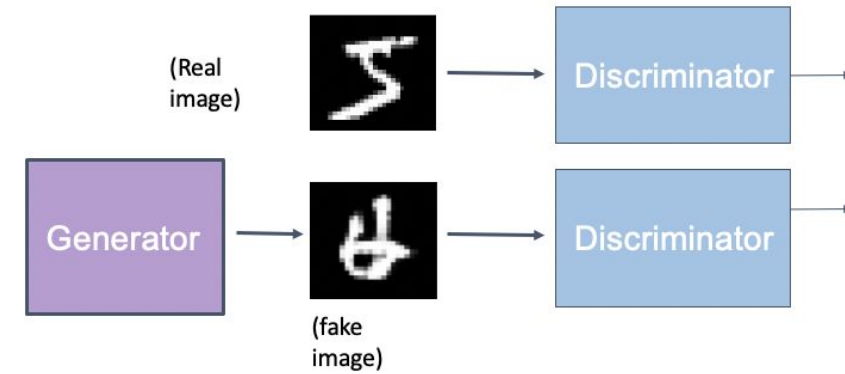 (Real
image)
Discriminator
Generator
Discriminator
(fake
image)